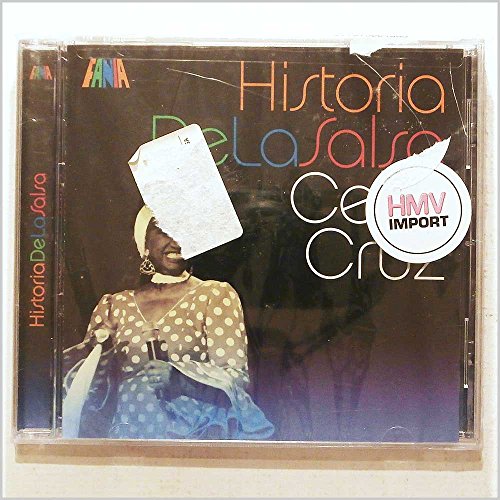 FANIA
HistoriaDeLaSalsa
FANIA
Historia
DeLaSalsa
Ce
Cruz
HMV
IMPORT